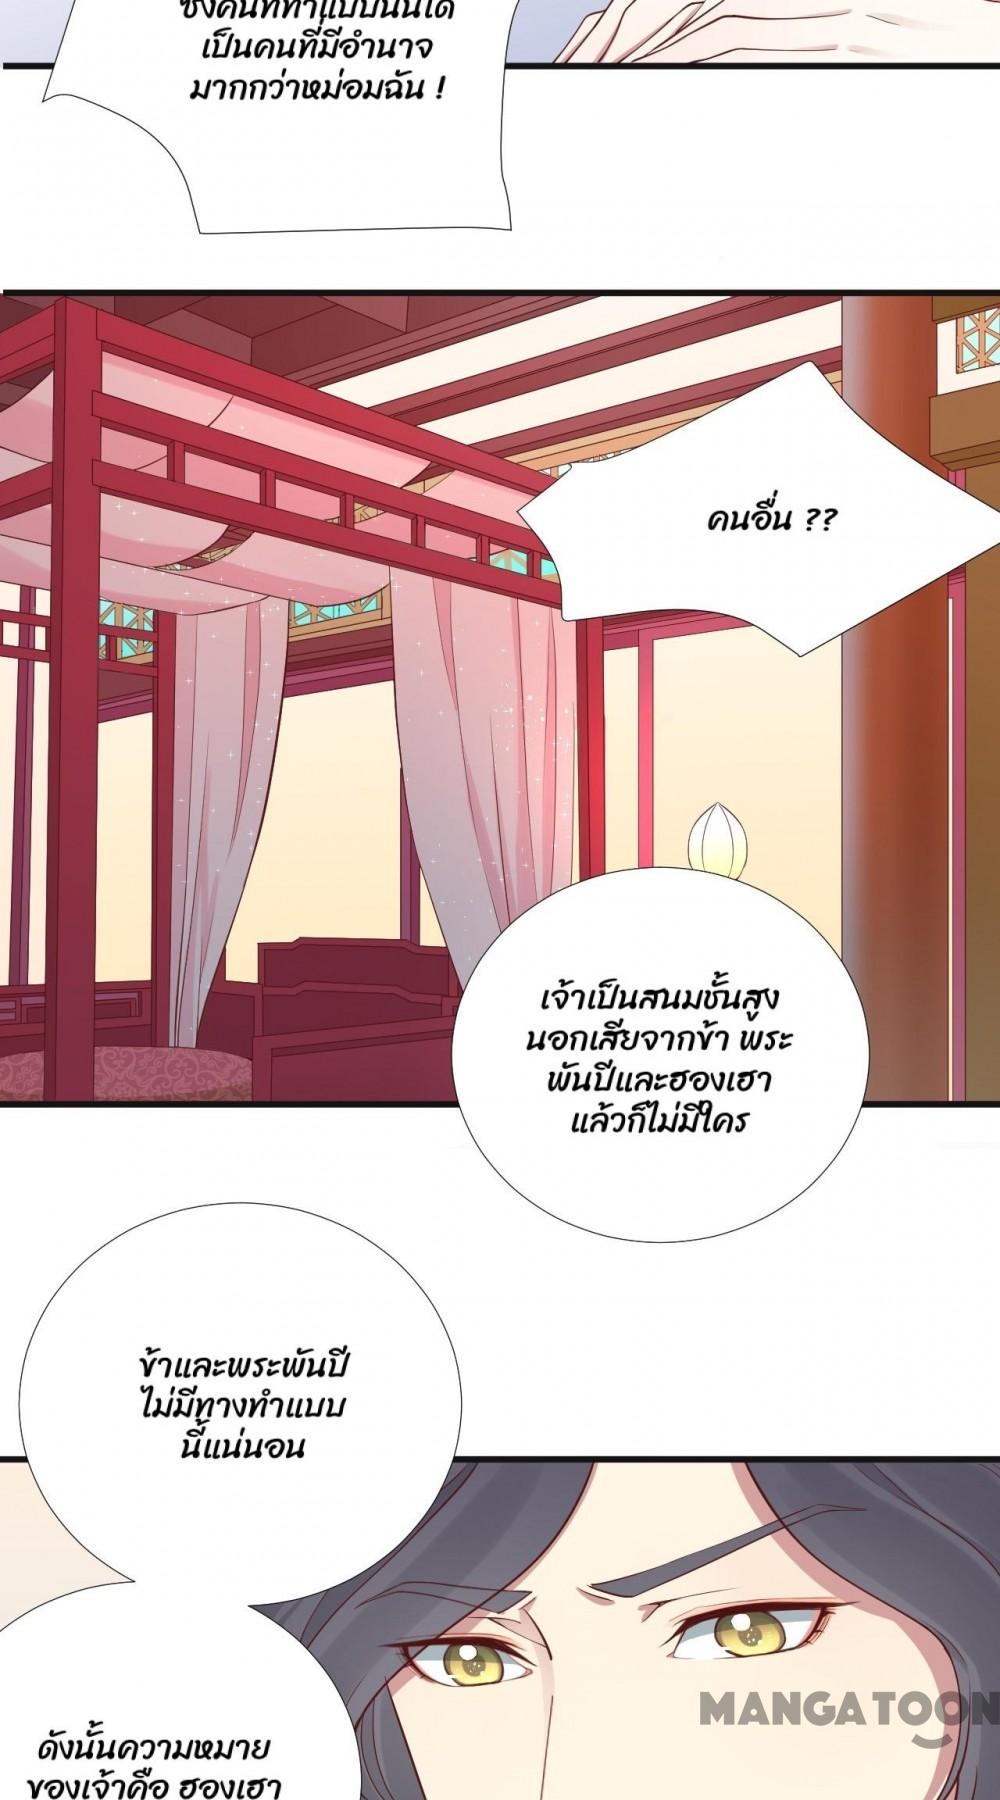 ซึ่งคนที่ทำแบบนั้นได้
เป็นคนที่มีอำนาจ
มากกว่าหม่อมฉัน !
คนอื่น ??
เจ้าเป็นสนมชั้นสูง
นอกเสียจากข้า พระ
พันปีและฮองเฮา
แล้วก็ไม่มีใคร
ข้าและพระพันปี
ไม่มีทางทำแบบ
นี้แน่นอน
ดังนั้นความหมาย
ของเจ้าคือ ฮองเฮา
MANGATOON